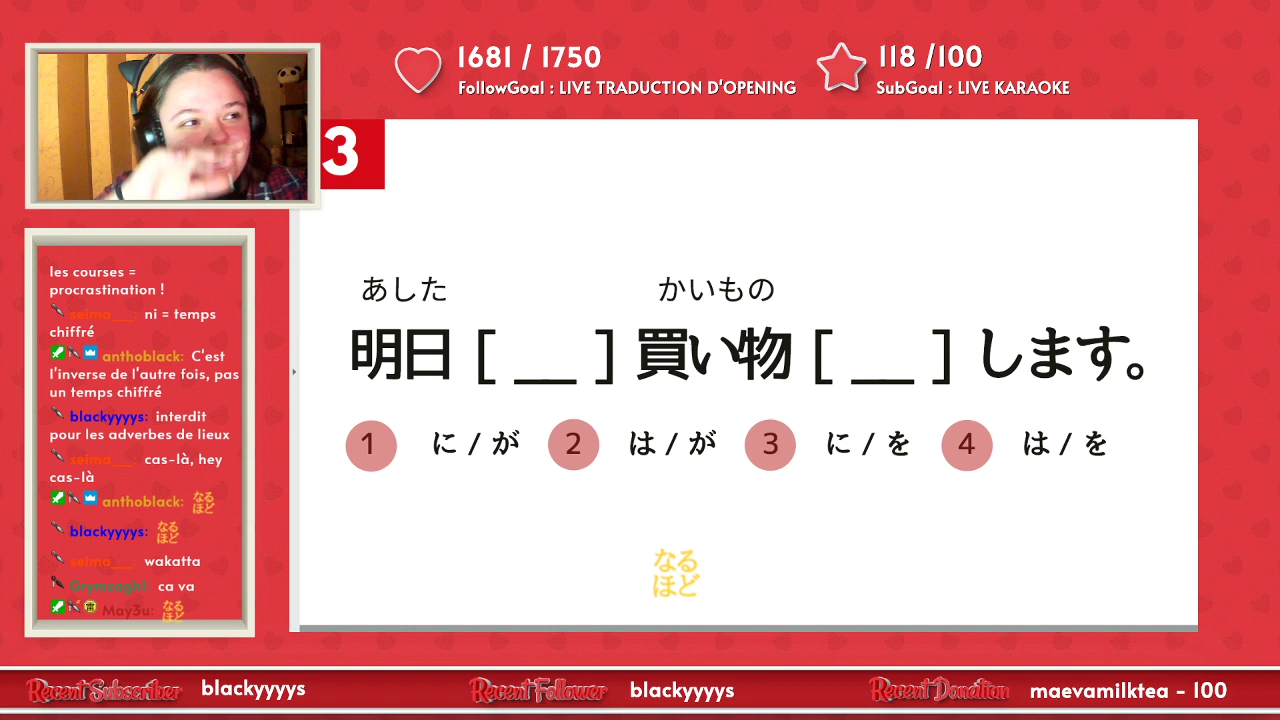 1681 / 1750
FollowGoal : LIVE TRADUCTION D'OPENING
118 /100
SubGoal : LIVE KARAOKE
3
あした かいもの
明日 [ __ ] 買い物 [ __ ] します。
1 に / が 2 は / が 3 に / を 4 は / を
なる
ほど
les courses =
procrastination !
seima___: ni = temps
chiffré
anthoblack: C'est
l'inverse de l'autre fois, pas
un temps chiffré
blackyyyys: interdit
pour les adverbes de lieux
seima___: cas-là, hey
cas-là
anthoblack: なるほど
blackyyyys: なるほど
seima___: wakatta
Grymzaghl: ca va
May3u: なるほど
Recent Subscriber blackyyyys
Recent Follower blackyyyys
Recent Donation maevamilktea - 100